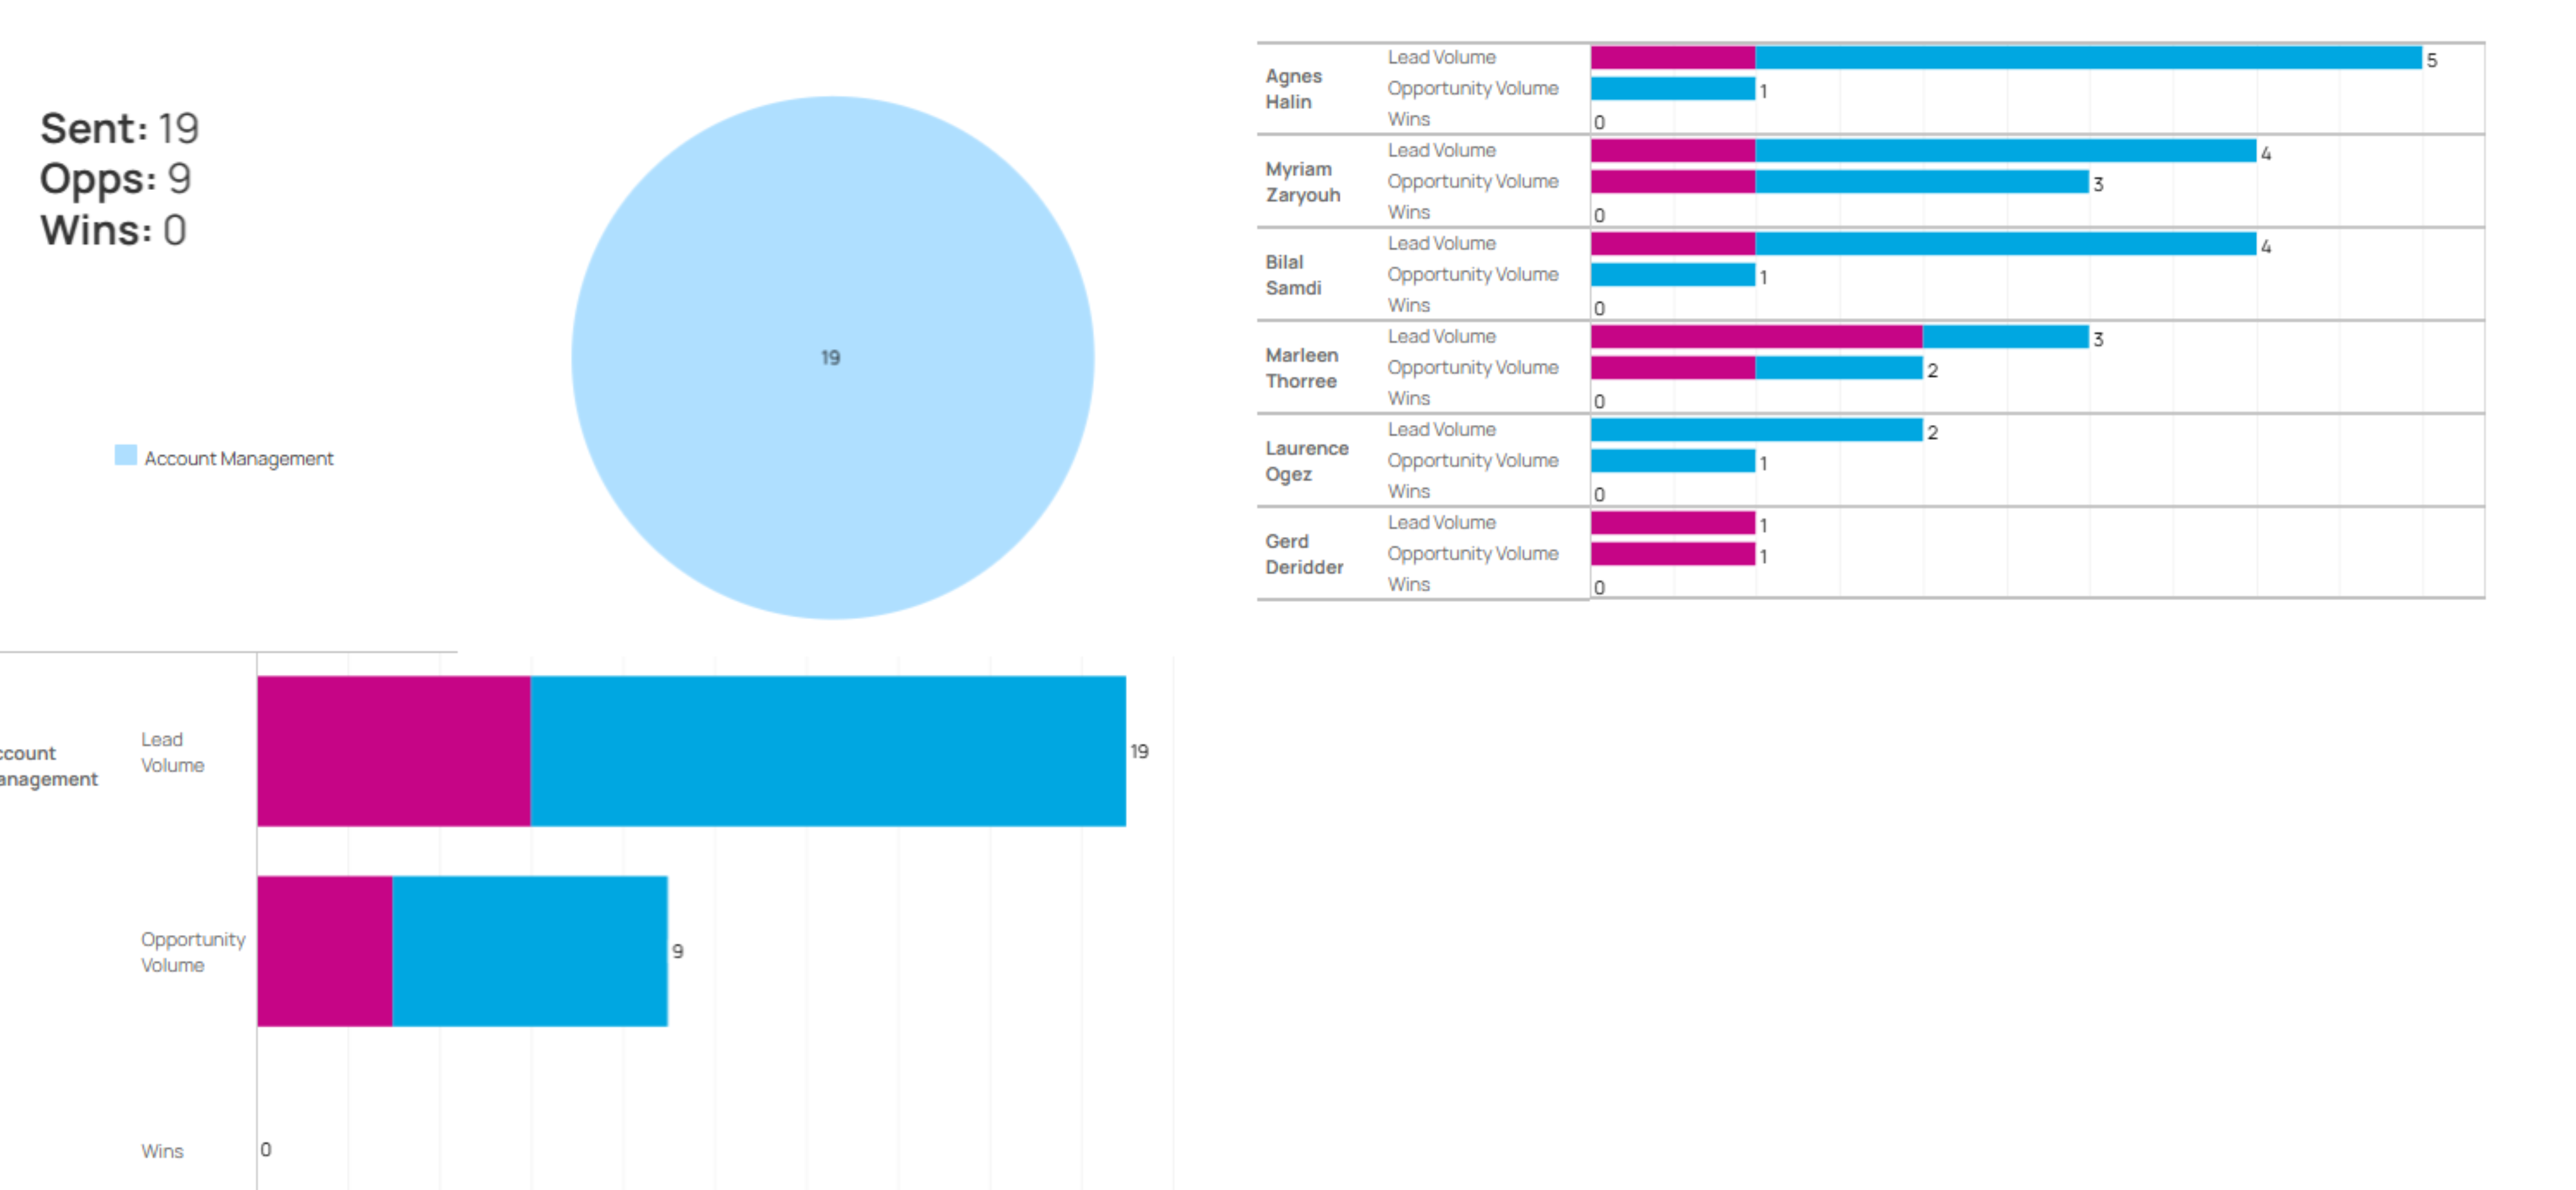 Sent: 19
Opps: 9
Wins: 0
19
Account Management
Agnes
Halin
Lead Volume
5
Opportunity Volume
1
Wins
0
Myriam
Zaryouh
Lead Volume
4
Opportunity Volume
3
Wins
0
Bilal
Samdi
Lead Volume
4
Opportunity Volume
1
Wins
0
Marleen
Thorree
Lead Volume
3
Opportunity Volume
2
Wins
0
Laurence
Ogez
Lead Volume
2
Opportunity Volume
1
Wins
0
Gerd
Deridder
Lead Volume
1
Opportunity Volume
1
Wins
0
ccount
anagement
Lead
Volume
19
Opportunity
Volume
9
Wins
0